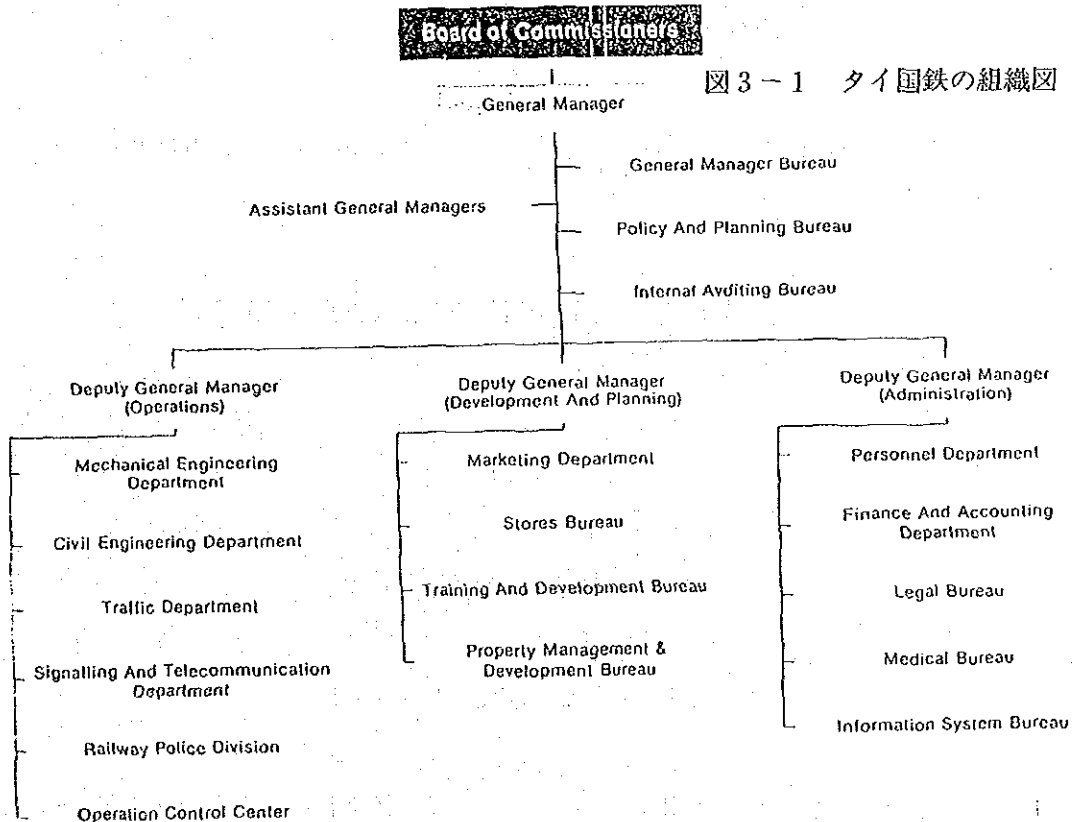 Board of Commissioners
図3－1　タイ国鉄の組織図
General Manager
General Manager Bureau
Assistant General Managers
Policy And Planning Bureau
Internal Avditing Bureau
Deputy General Manager
(Operations)
Mechanical Engineering
Department
Civil Engineering Department
Traffic Department
Signalling And Telecommunication
Department
Railway Police Division
Operation Control Center
Deputy General Manager
(Development And Planning)
Marketing Department
Stores Bureau
Training And Development Bureau
Property Management &
Development Bureau
Deputy General Manager
(Administration)
Personnel Department
Finance And Accounting
Department
Legal Bureau
Medical Bureau
Information System Bureau